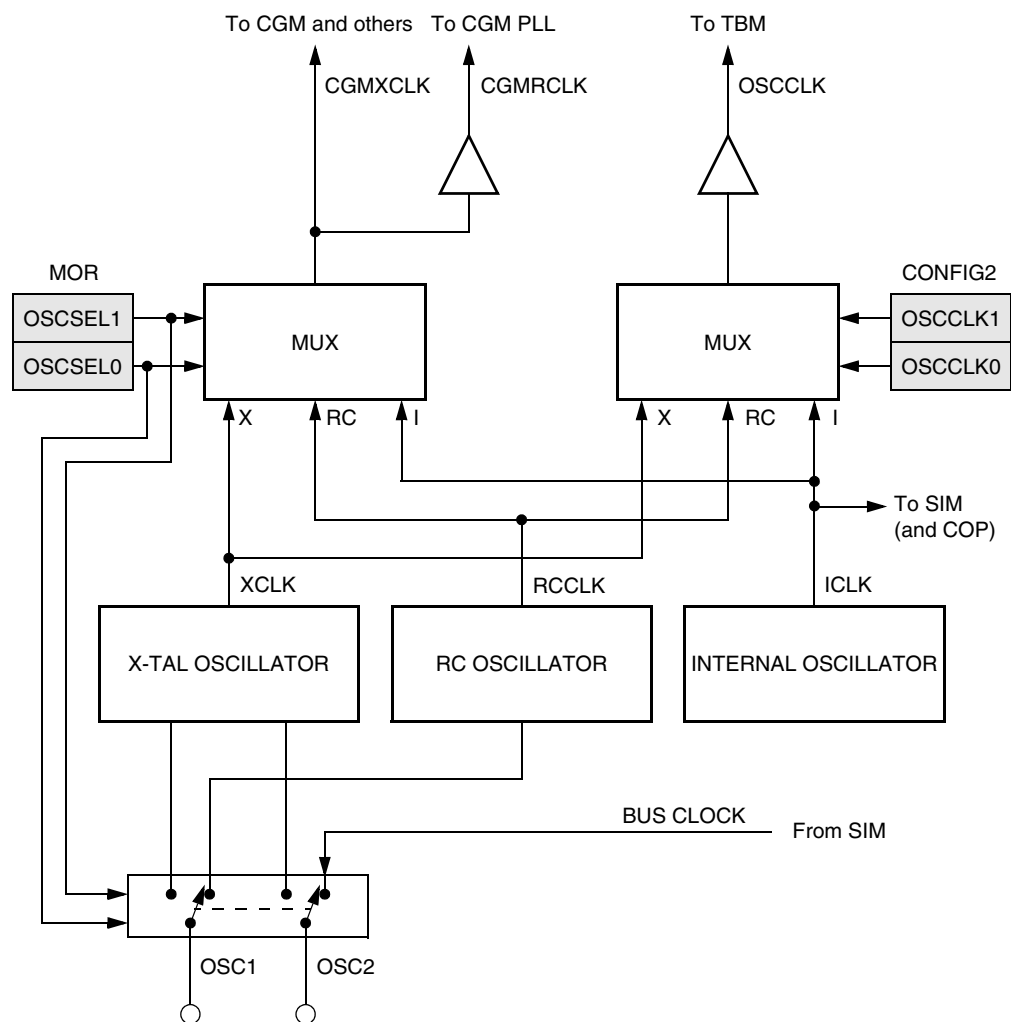 To CGM and others
To CGM PLL
To TBM
CGMXCLK
CGMRCLK
OSCCLK
MOR
CONFIG2
OSCSEL1
OSCSEL0
MUX
MUX
OSCCLK1
OSCCLK0
X
RC
I
X
RC
I
To SIM
(and COP)
XCLK
RCCLK
ICLK
X-TAL OSCILLATOR
RC OSCILLATOR
INTERNAL OSCILLATOR
BUS CLOCK
From SIM
OSC1
OSC2